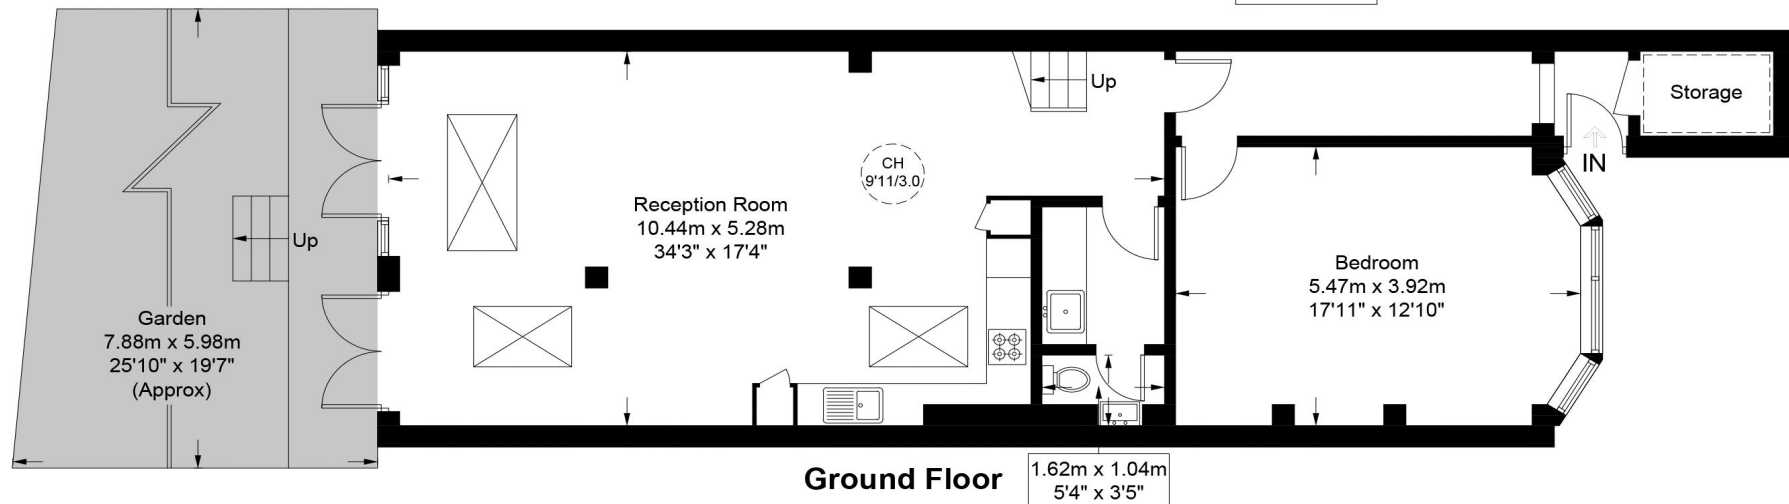 Up
Storage
CH
9'11/3.0
IN
Reception Room
10.44m x 5.28m
34'3" x 17'4"
Up
Bedroom
5.47m x 3.92m
17'11" x 12'10"
Garden
7.88m x 5.98m
25'10" x 19'7"
(Approx)
Ground Floor
1.62m x 1.04m
5'4" x 3'5"